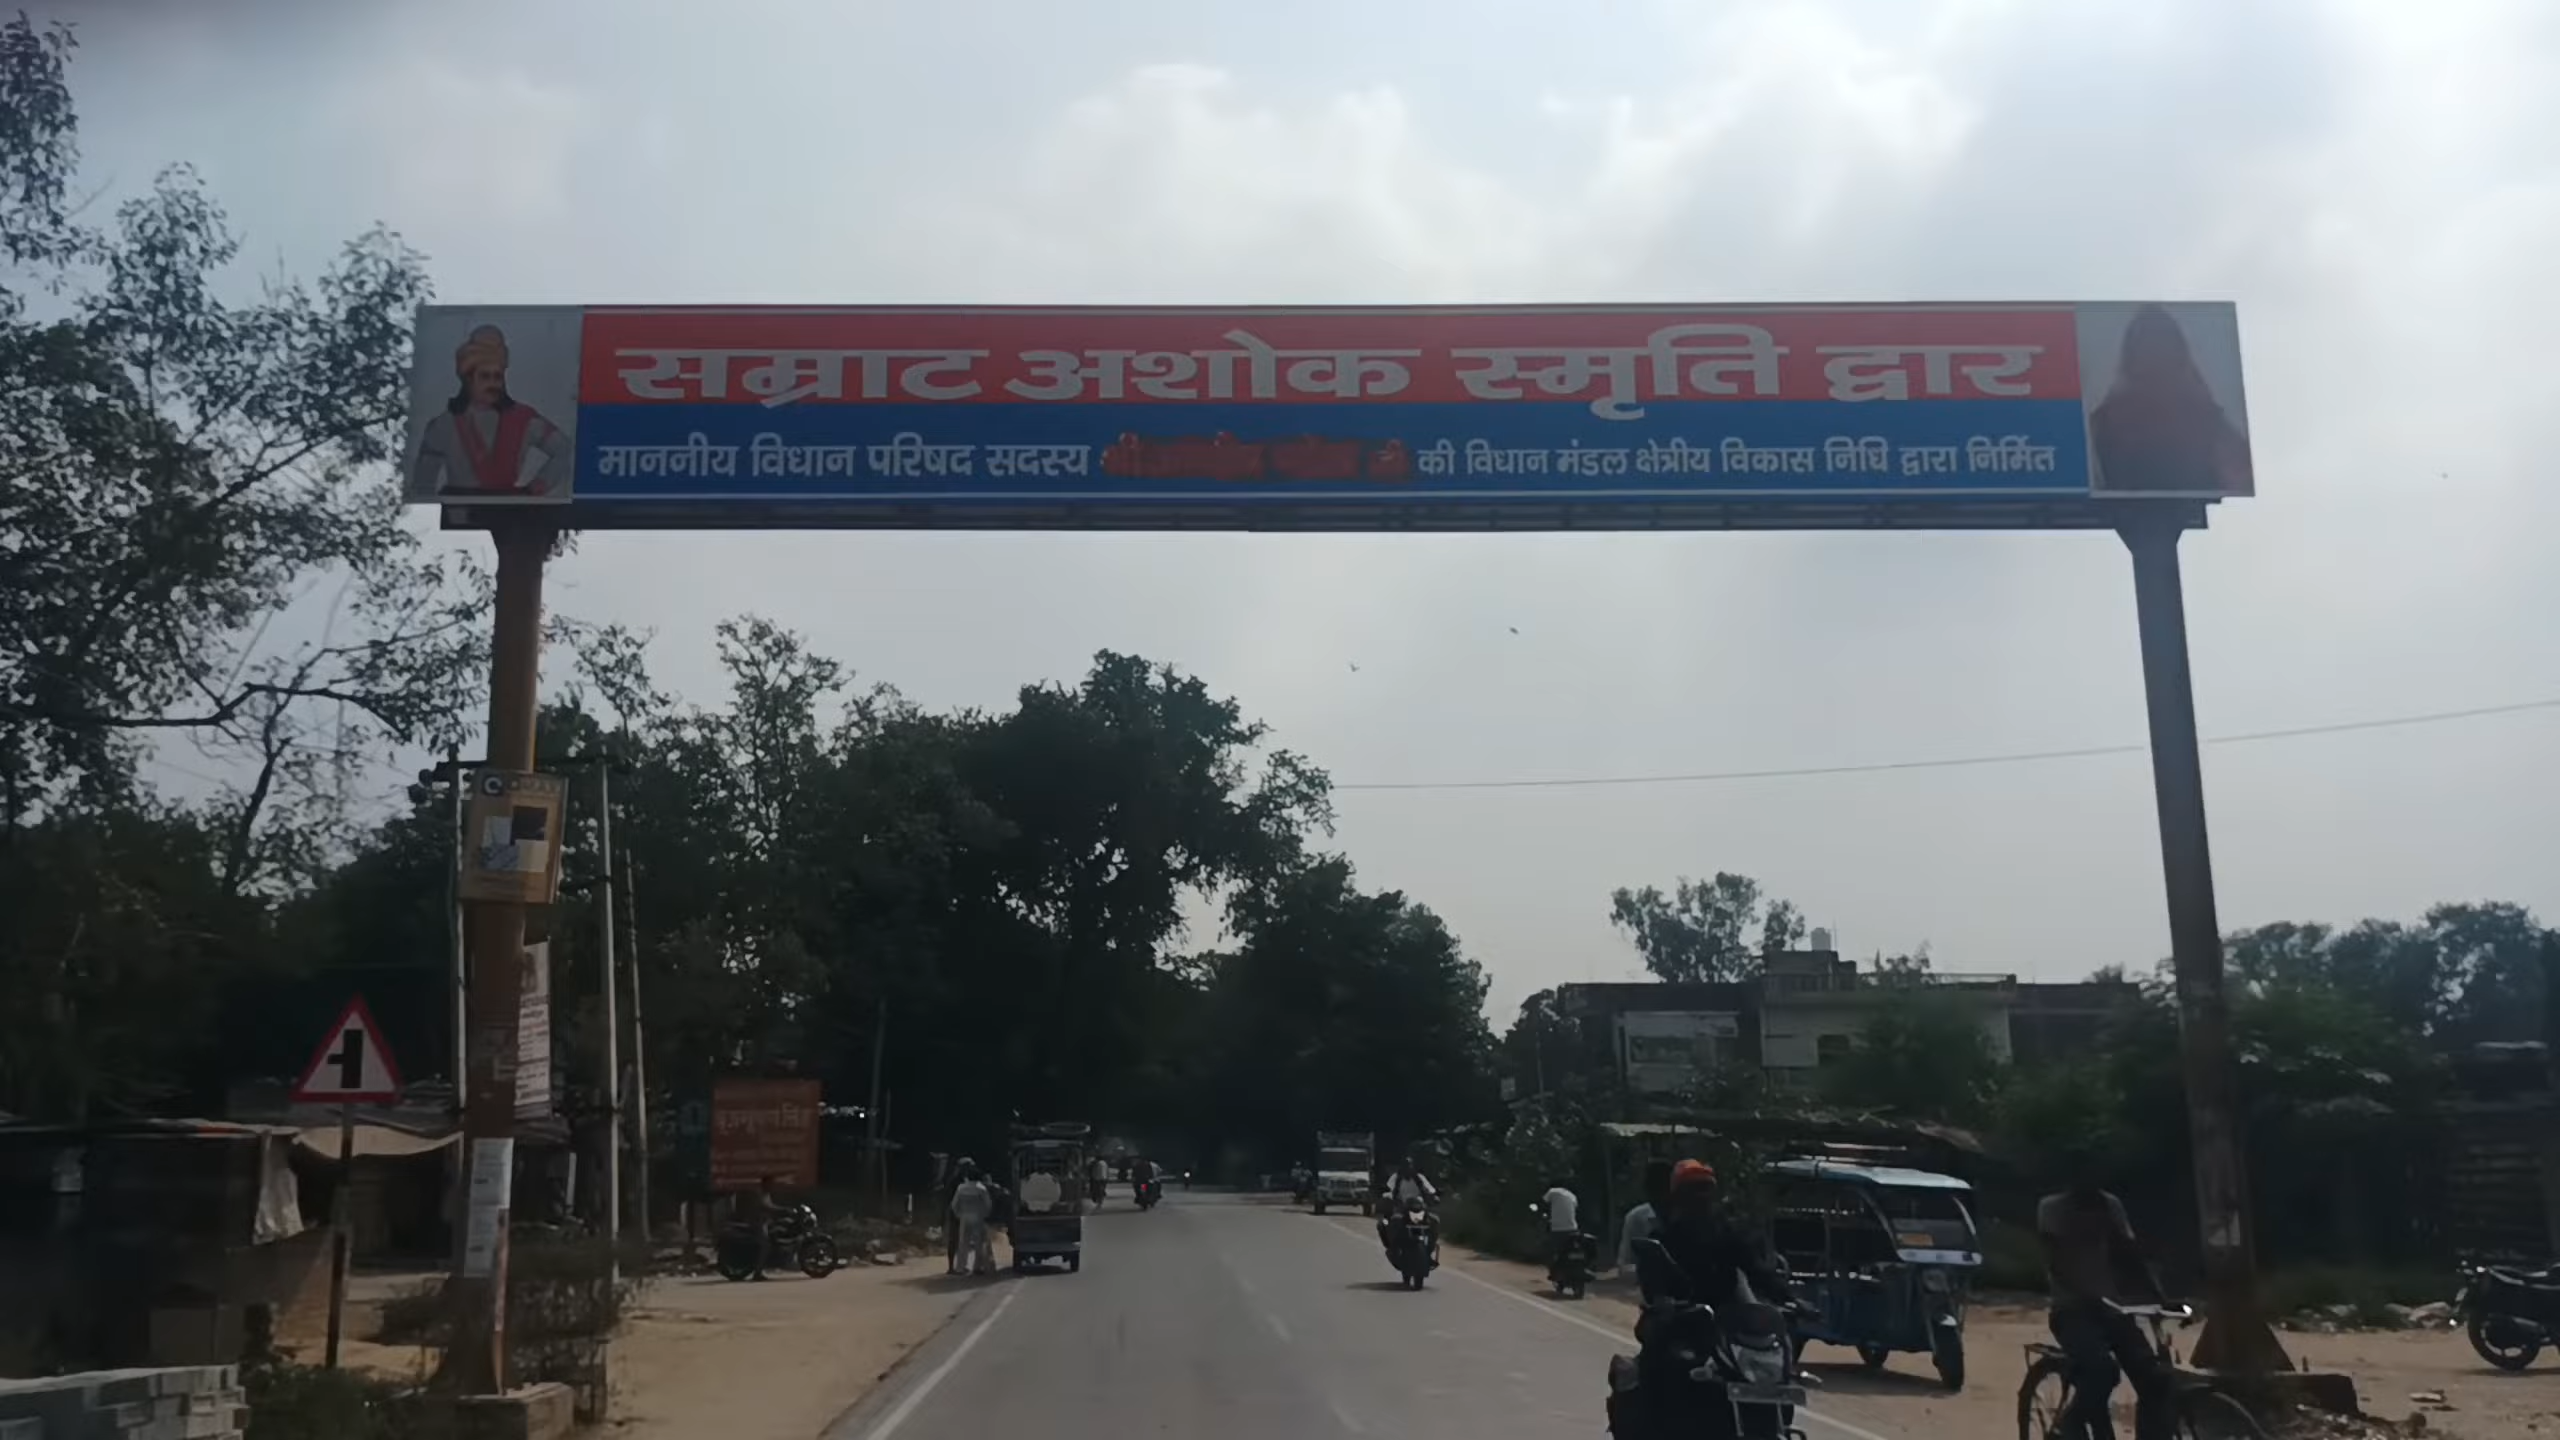 सम्राट अशोक स्मृति द्वार
माननीय विधान परिषद सदस्य की विधान मंडल क्षेत्रीय विकास निधि द्वारा निर्मित